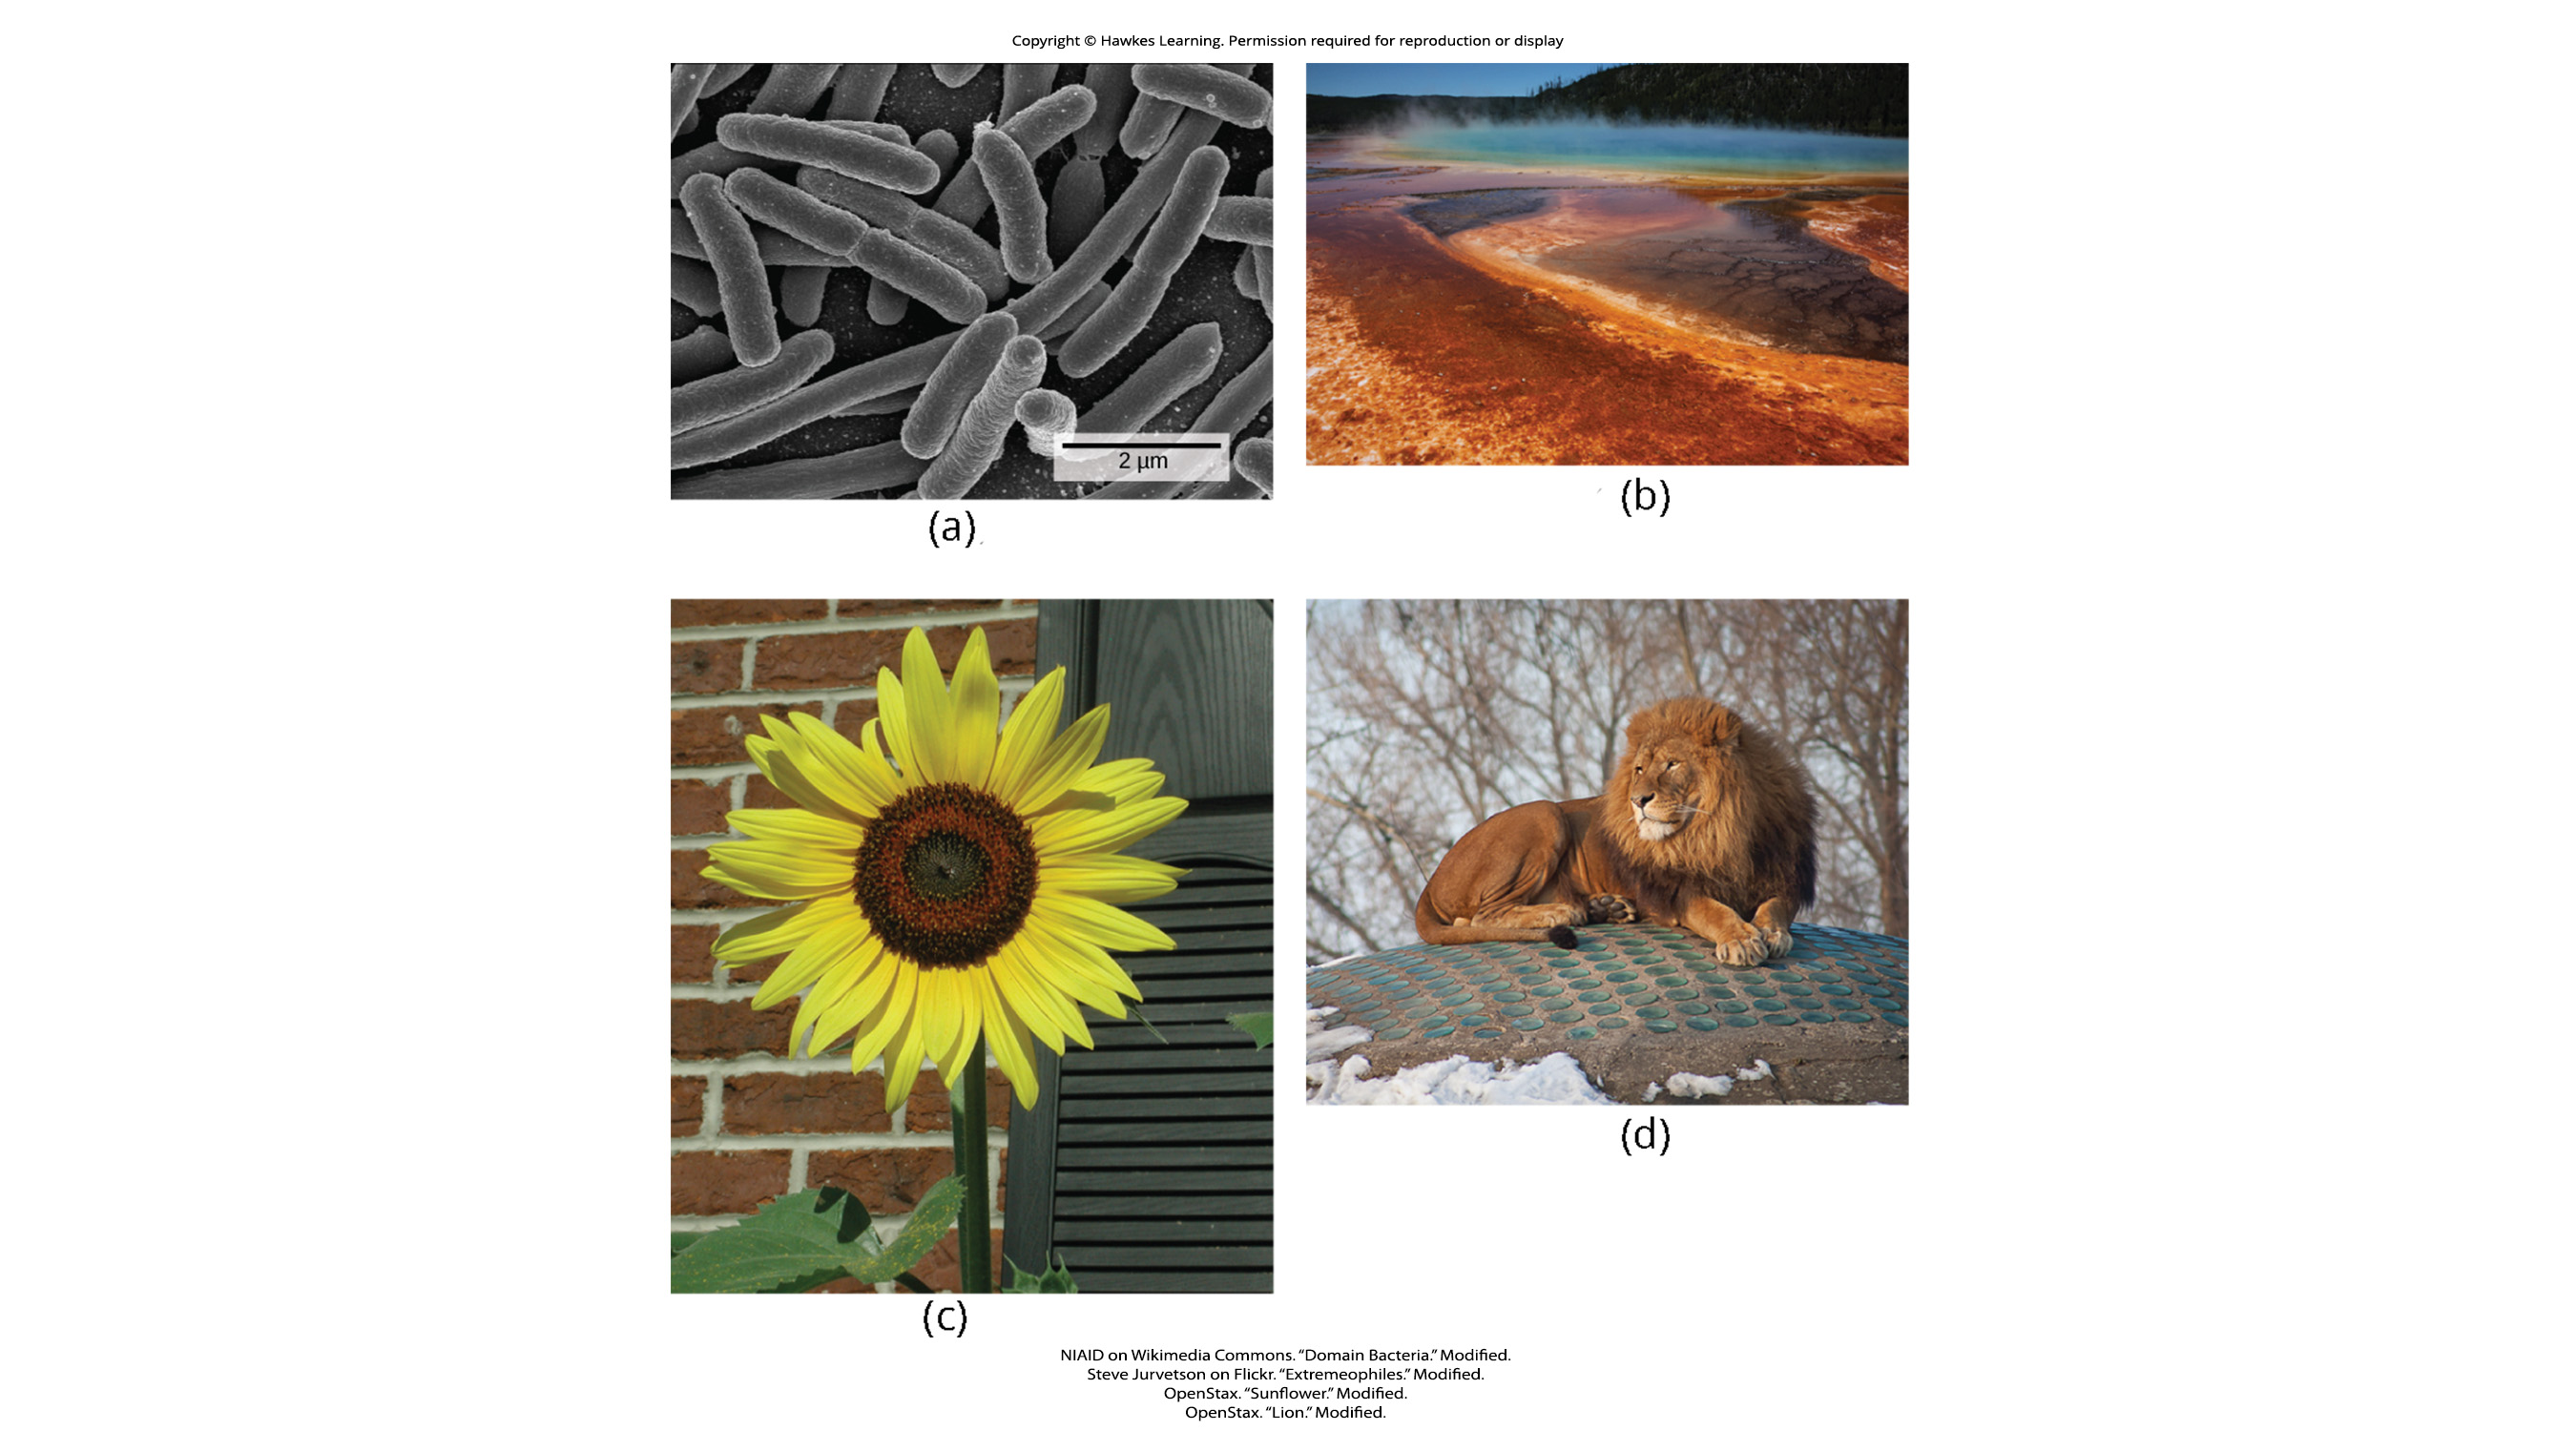 Copyright © Hawkes Learning. Permission required for reproduction or display
2 µm
(a)
(b)
(c)
(d)
NIAID on Wikimedia Commons. “Domain Bacteria.” Modified.
Steve Jurvetson on Flickr. “Extremeophiles.” Modified.
OpenStax. “Sunflower.” Modified.
OpenStax. “Lion.” Modified.